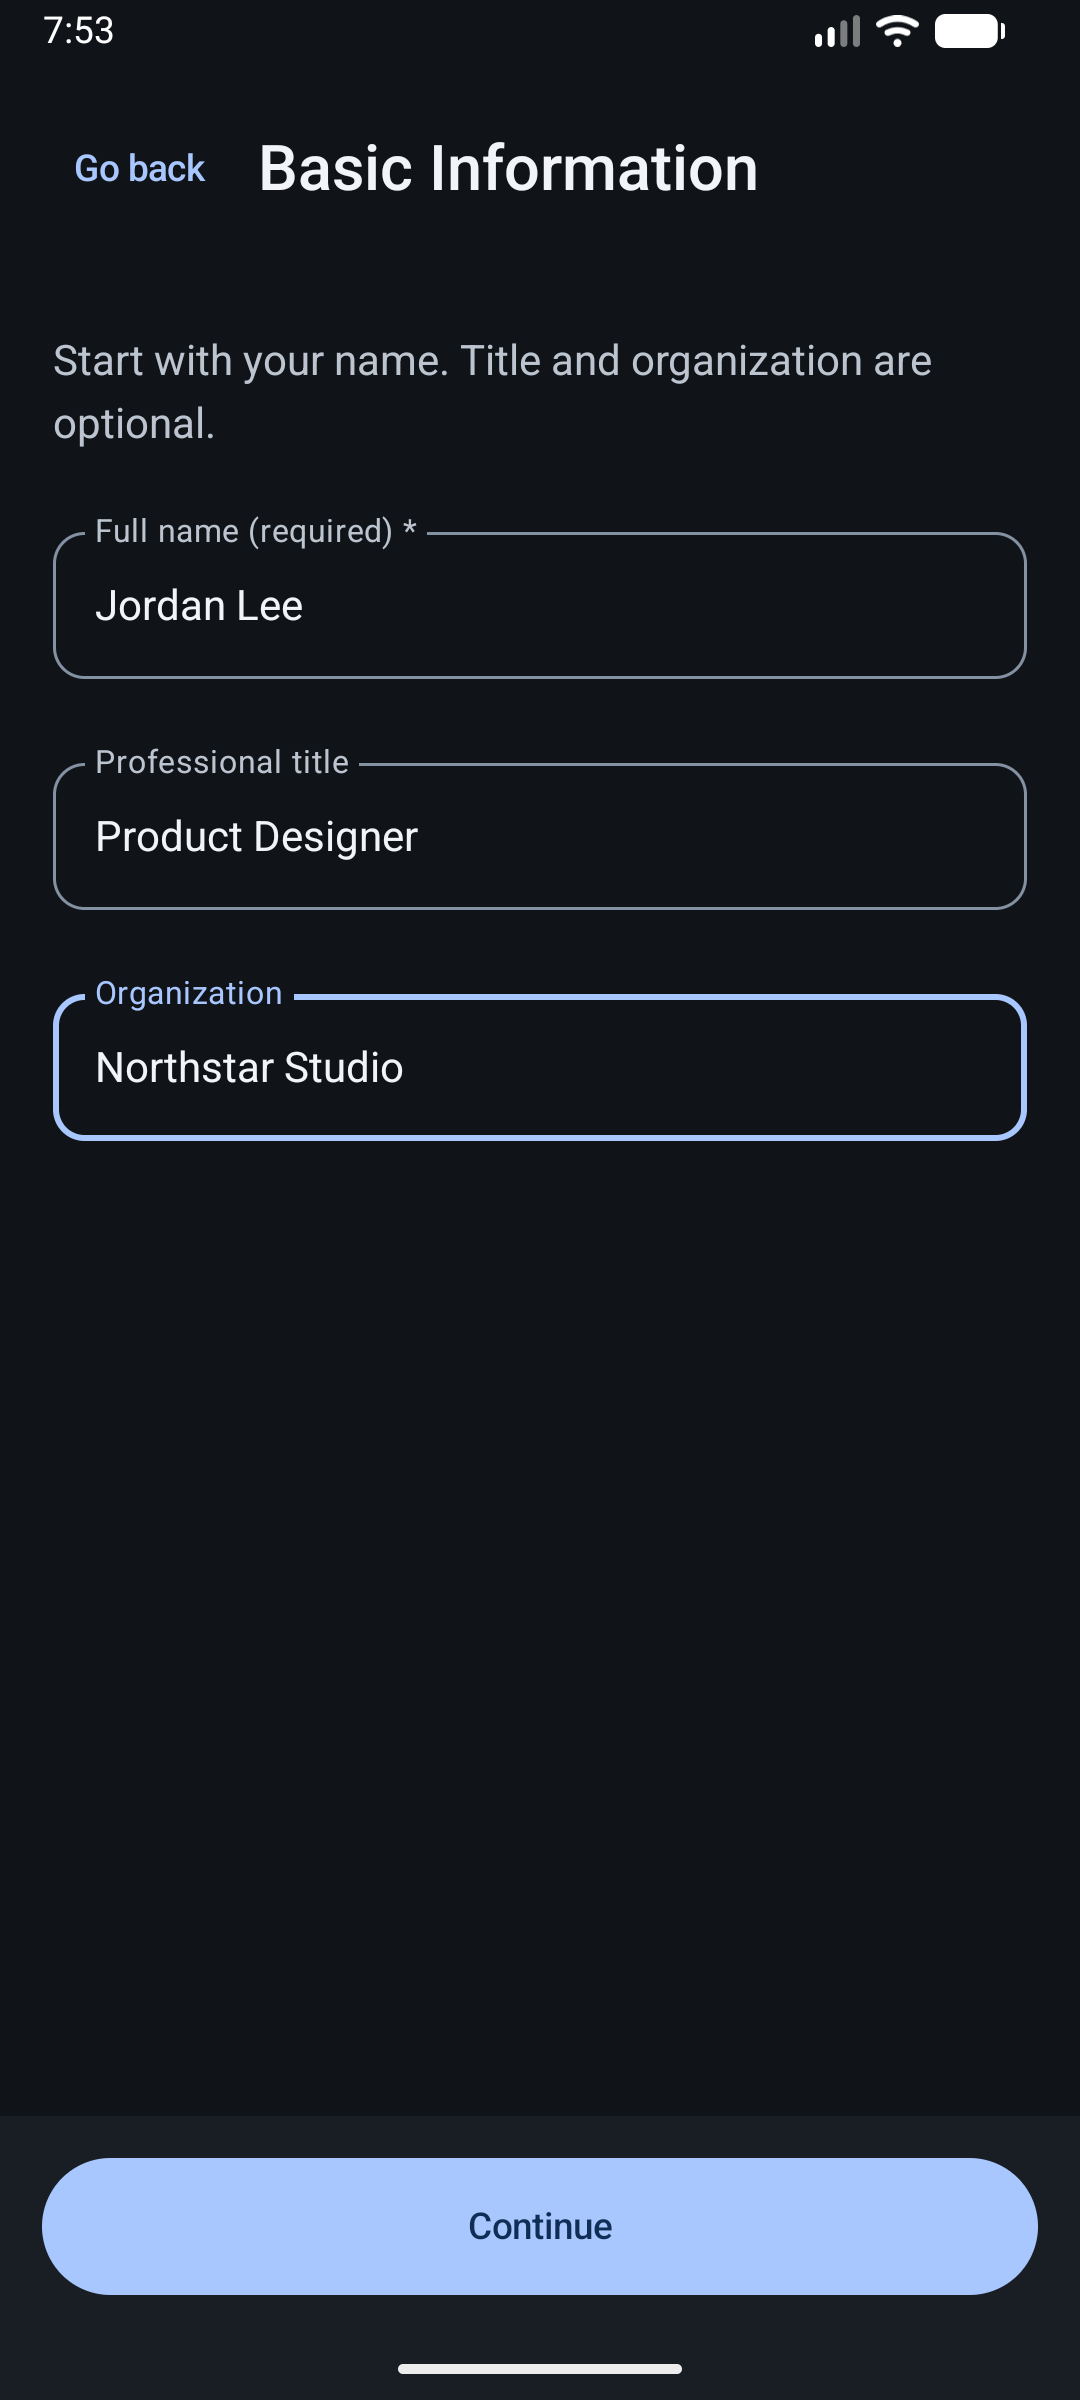 7:53
Go back
Basic Information
Start with your name. Title and organization are
optional.
Full name (required) *
Jordan Lee
Professional title
Product Designer
Organization
Northstar Studio
Continue